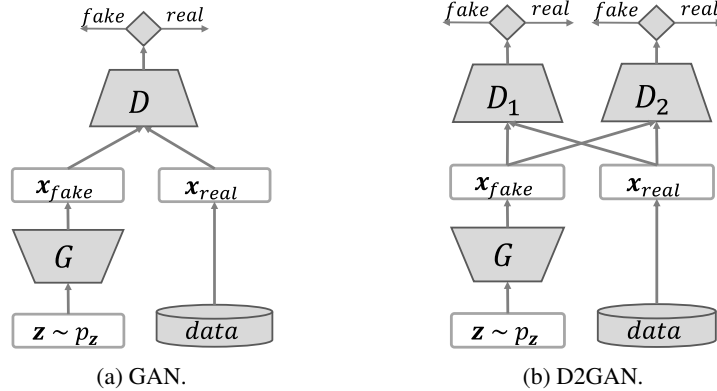 fake real
D
x_fake x_real
G
z ~ p_z data
(a) GAN.
fake real fake real
D_1 D_2
x_fake x_real
G
z ~ p_z data
(b) D2GAN.